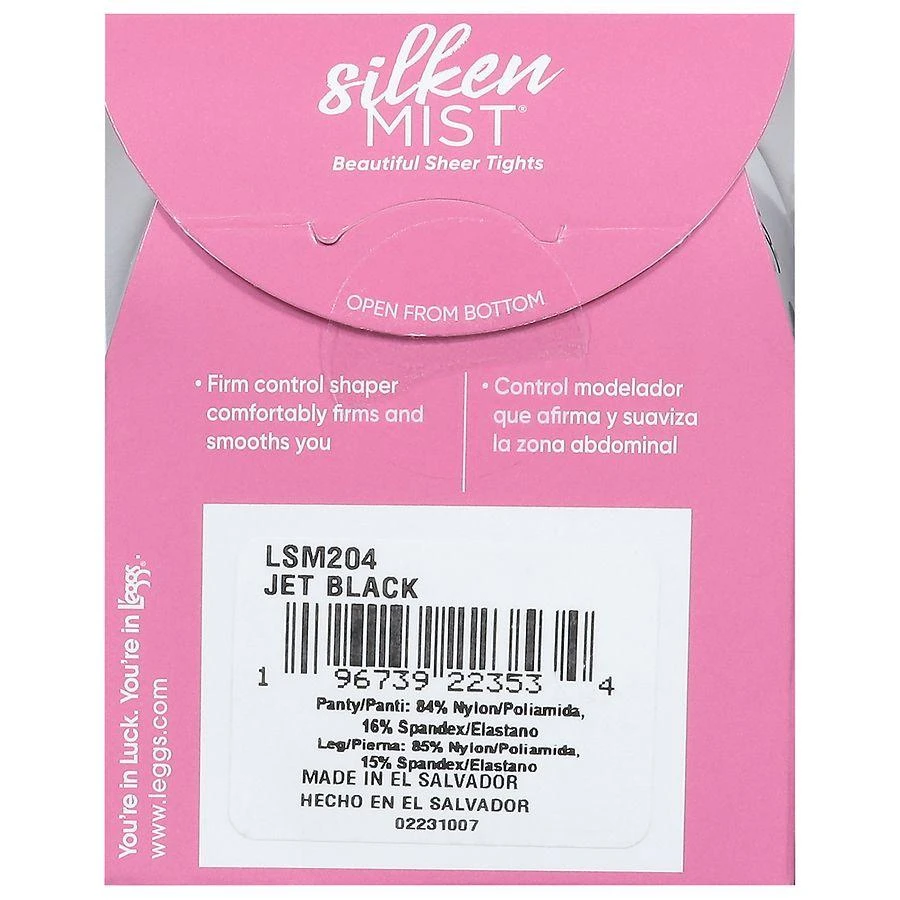 silken
MIST®
Beautiful Sheer Tights
OPEN FROM BOTTOM
• Firm control shaper
comfortably firms and
smooths you
• Control modelador
que afirma y suaviza
la zona abdominal
LSM204
JET BLACK
1 96739 22353 4
Panty/Panti: 84% Nylon/Poliamida,
16% Spandex/Elastano
Leg/Pierna: 85% Nylon/Poliamida,
15% Spandex/Elastano
MADE IN EL SALVADOR
HECHO EN EL SALVADOR
02231007
You're in Luck. You're in L'eggs®.
www.leggs.com